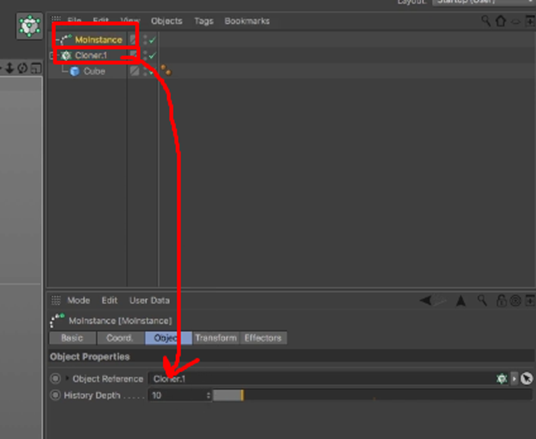 Layout: Startup (User)
File Edit View Objects Tags Bookmarks
MoInstance
Cloner.1
Cube
Mode Edit User Data
MoInstance [MoInstance]
Basic Coord. Object Transform Effectors
Object Properties
Object Reference Cloner.1
History Depth ..... 10